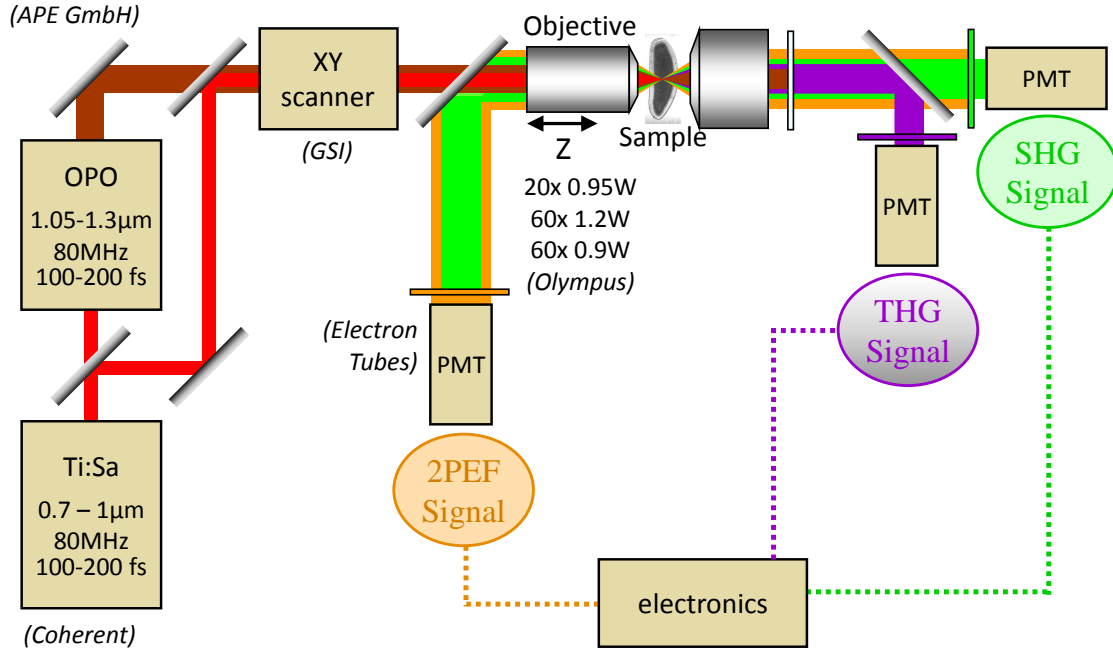 (APE GmbH)
OPO
1.05-1.3µm
80MHz
100-200 fs
Ti:Sa
0.7 – 1µm
80MHz
100-200 fs
(Coherent)
XY
scanner
(GSI)
Objective
Z
Sample
20x 0.95W
60x 1.2W
60x 0.9W
(Olympus)
(Electron
Tubes)
PMT
2PEF
Signal
PMT
THG
Signal
PMT
SHG
Signal
electronics